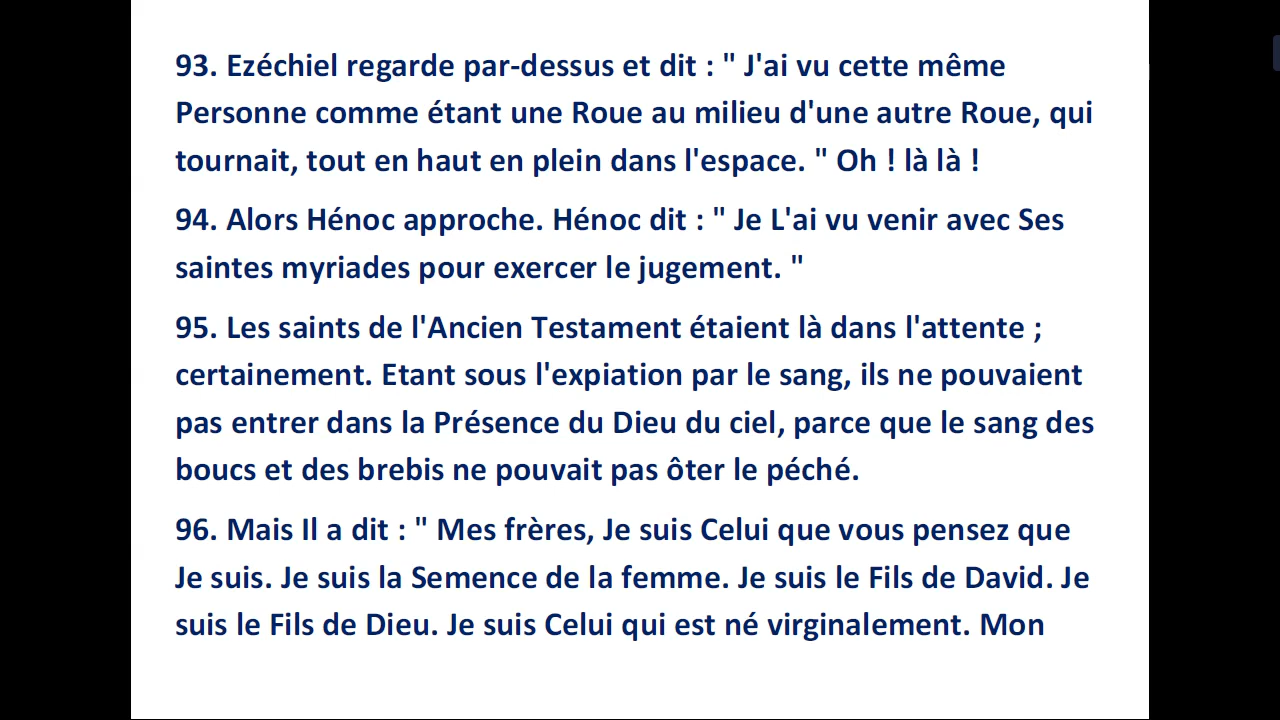 93. Ezéchiel regarde par-dessus et dit : " J'ai vu cette même
Personne comme étant une Roue au milieu d'une autre Roue, qui
tournait, tout en haut en plein dans l'espace. " Oh ! là là !
94. Alors Hénoc approche. Hénoc dit : " Je L'ai vu venir avec Ses
saintes myriades pour exercer le jugement. "
95. Les saints de l'Ancien Testament étaient là dans l'attente ;
certainement. Etant sous l'expiation par le sang, ils ne pouvaient
pas entrer dans la Présence du Dieu du ciel, parce que le sang des
boucs et des brebis ne pouvait pas ôter le péché.
96. Mais Il a dit : " Mes frères, Je suis Celui que vous pensez que
Je suis. Je suis la Semence de la femme. Je suis le Fils de David. Je
suis le Fils de Dieu. Je suis Celui qui est né virginalement. Mon